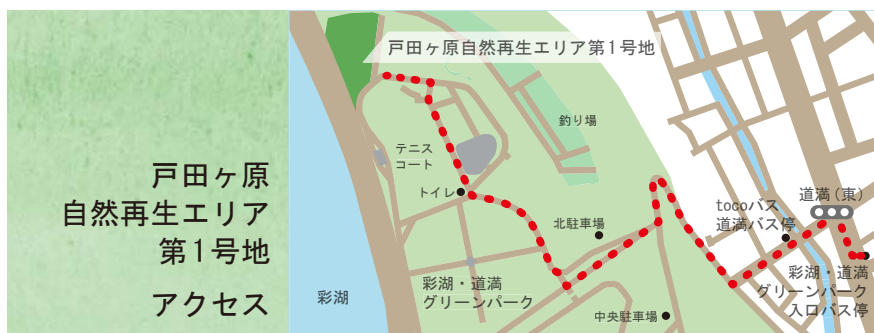 戸田ヶ原
自然再生エリア
第1号地
アクセス
戸田ヶ原自然再生エリア第1号地
釣り場
テニス
コート
トイレ
北駐車場
tocoバス
道満バス停
道満(東)
彩湖・道満
グリーンパーク
入口バス停
彩湖・道満
グリーンパーク
彩湖
中央駐車場